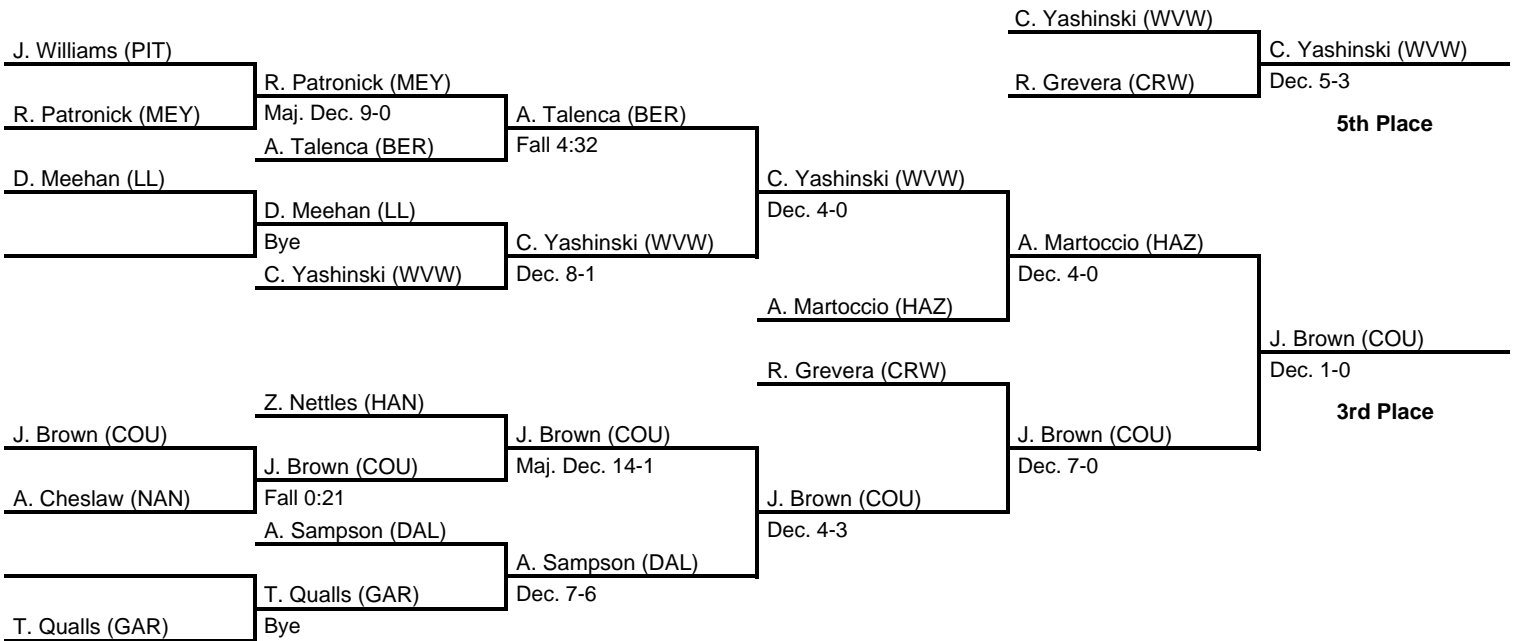 C. Yashinski (WVW)
J. Williams (PIT)
C. Yashinski (WVW)
R. Patronick (MEY)
R. Grevera (CRW)
Dec. 5-3
R. Patronick (MEY)
Maj. Dec. 9-0
A. Talenca (BER)
5th Place
A. Talenca (BER)
Fall 4:32
D. Meehan (LL)
C. Yashinski (WVW)
D. Meehan (LL)
Dec. 4-0
Bye
C. Yashinski (WVW)
A. Martoccio (HAZ)
C. Yashinski (WVW)
Dec. 8-1
Dec. 4-0
A. Martoccio (HAZ)
J. Brown (COU)
R. Grevera (CRW)
Dec. 1-0
Z. Nettles (HAN)
3rd Place
J. Brown (COU)
J. Brown (COU)
J. Brown (COU)
J. Brown (COU)
Maj. Dec. 14-1
Dec. 7-0
A. Cheslaw (NAN)
Fall 0:21
J. Brown (COU)
A. Sampson (DAL)
Dec. 4-3
A. Sampson (DAL)
T. Qualls (GAR)
Dec. 7-6
T. Qualls (GAR)
Bye